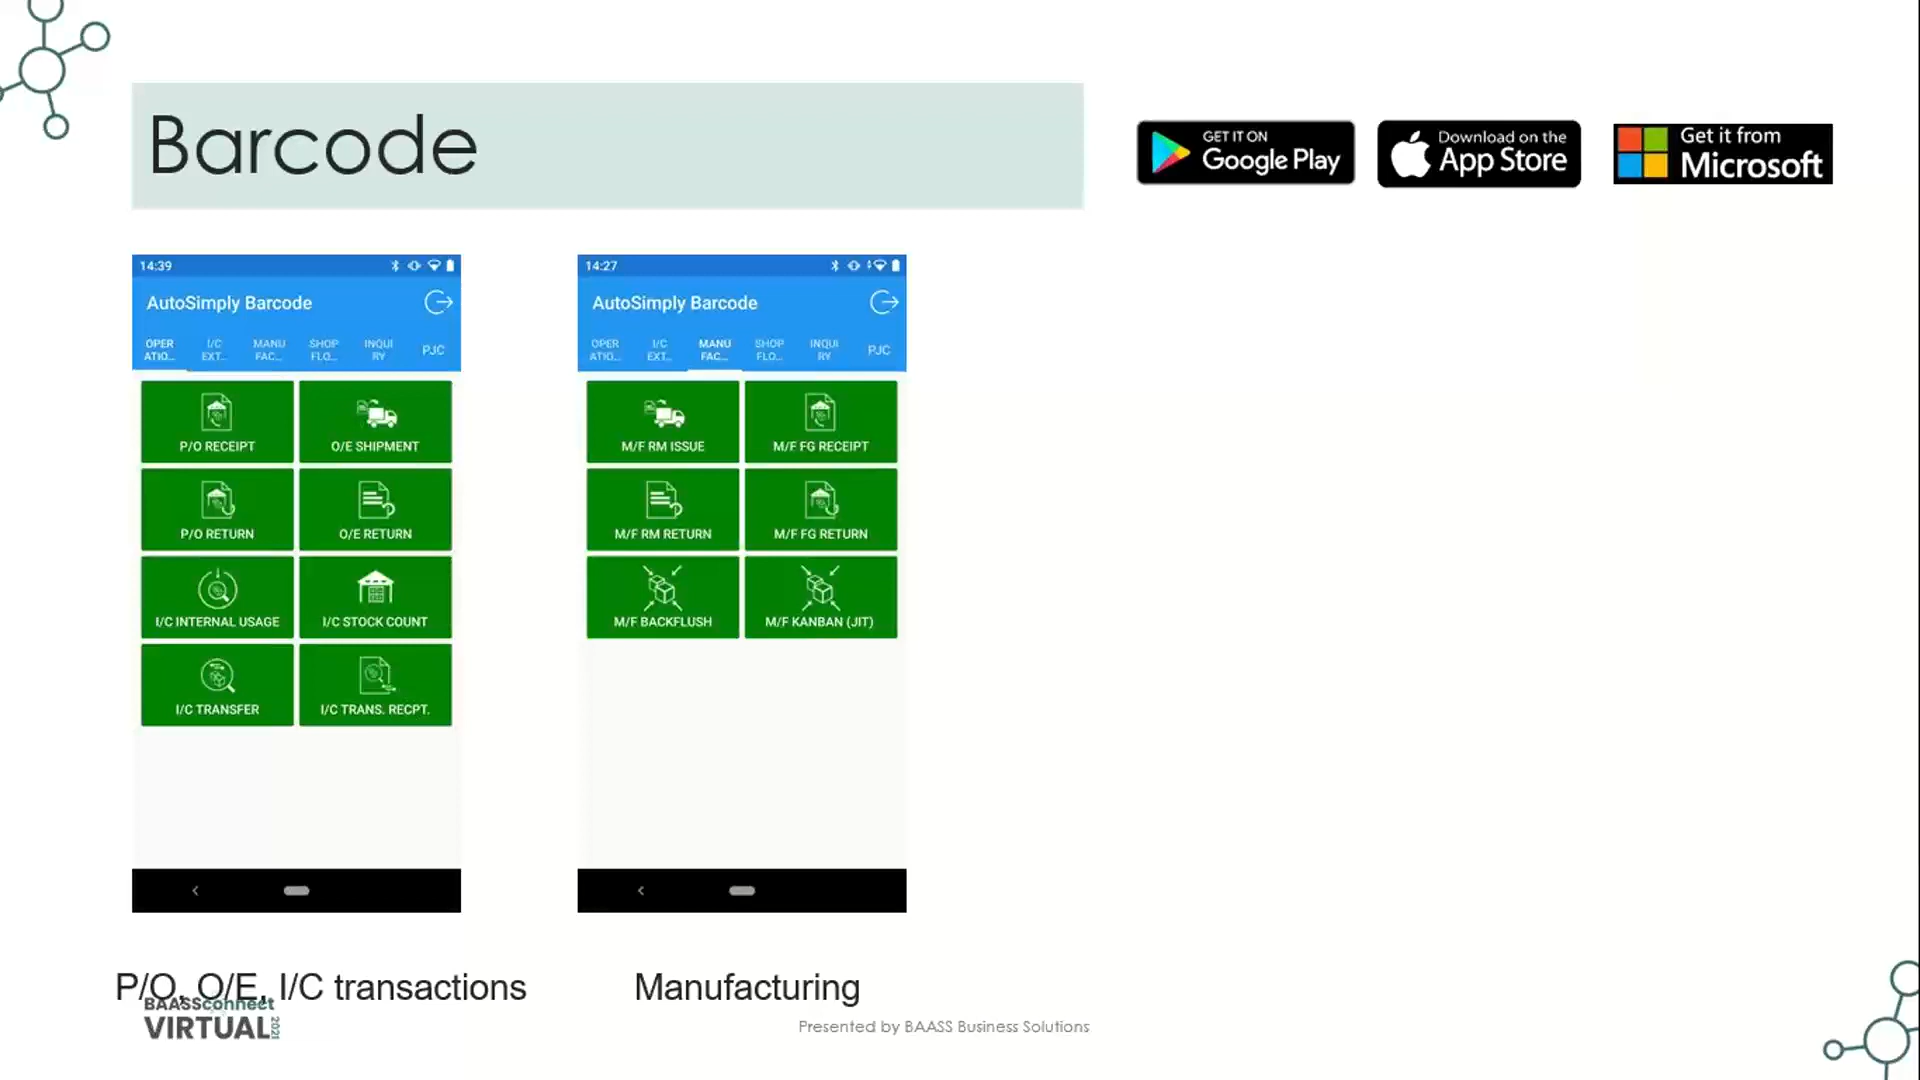 Barcode
GET IT ON
Google Play
Download on the
App Store
Get it from
Microsoft
14:39
AutoSimply Barcode
OPER
ATIO...
I/C
EXT...
MANU
FAC...
SHOP
FLO...
INQUI
RY
PJC
P/O RECEIPT
O/E SHIPMENT
P/O RETURN
O/E RETURN
I/C INTERNAL USAGE
I/C STOCK COUNT
I/C TRANSFER
I/C TRANS. RECPT.
P/O, O/E, I/C transactions
14:27
AutoSimply Barcode
OPER
ATIO...
I/C
EXT...
MANU
FAC...
SHOP
FLO...
INQUI
RY
PJC
M/F RM ISSUE
M/F FG RECEIPT
M/F RM RETURN
M/F FG RETURN
M/F BACKFLUSH
M/F KANBAN (JIT)
Manufacturing
BAASSconnect
VIRTUAL 2021
Presented by BAASS Business Solutions